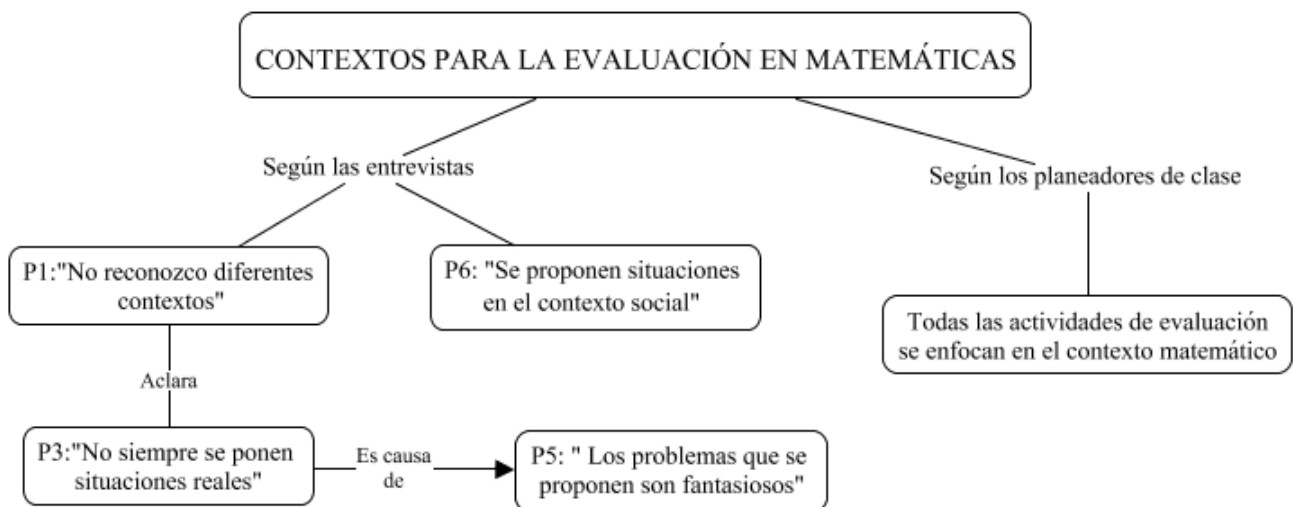 CONTEXTOS PARA LA EVALUACIÓN EN MATEMÁTICAS
Según las entrevistas
Según los planeadores de clase
P1:"No reconozco diferentes
contextos"
P6: "Se proponen situaciones
en el contexto social"
Todas las actividades de evaluación
se enfocan en el contexto matemático
Aclara
P3:"No siempre se ponen
situaciones reales"
Es causa
de
P5: " Los problemas que se
proponen son fantasiosos"